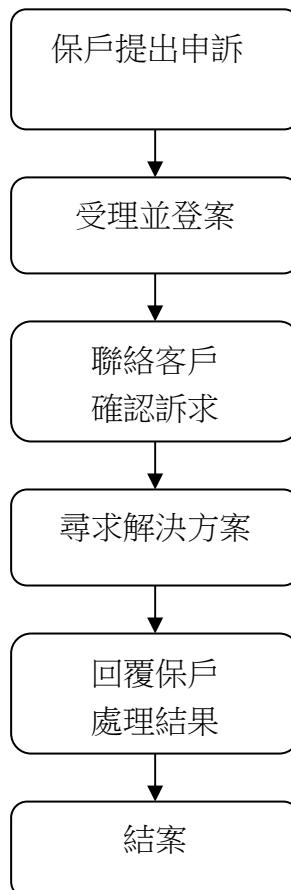 保戶提出申訴
受理並登案
聯絡客戶
確認訴求
尋求解決方案
回覆保戶
處理結果
結案